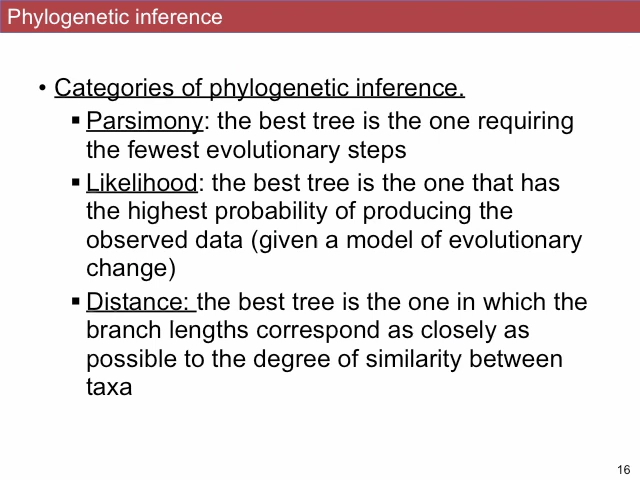 Phylogenetic inference
• Categories of phylogenetic inference.
▪ Parsimony: the best tree is the one requiring
the fewest evolutionary steps
▪ Likelihood: the best tree is the one that has
the highest probability of producing the
observed data (given a model of evolutionary
change)
▪ Distance: the best tree is the one in which the
branch lengths correspond as closely as
possible to the degree of similarity between
taxa
16